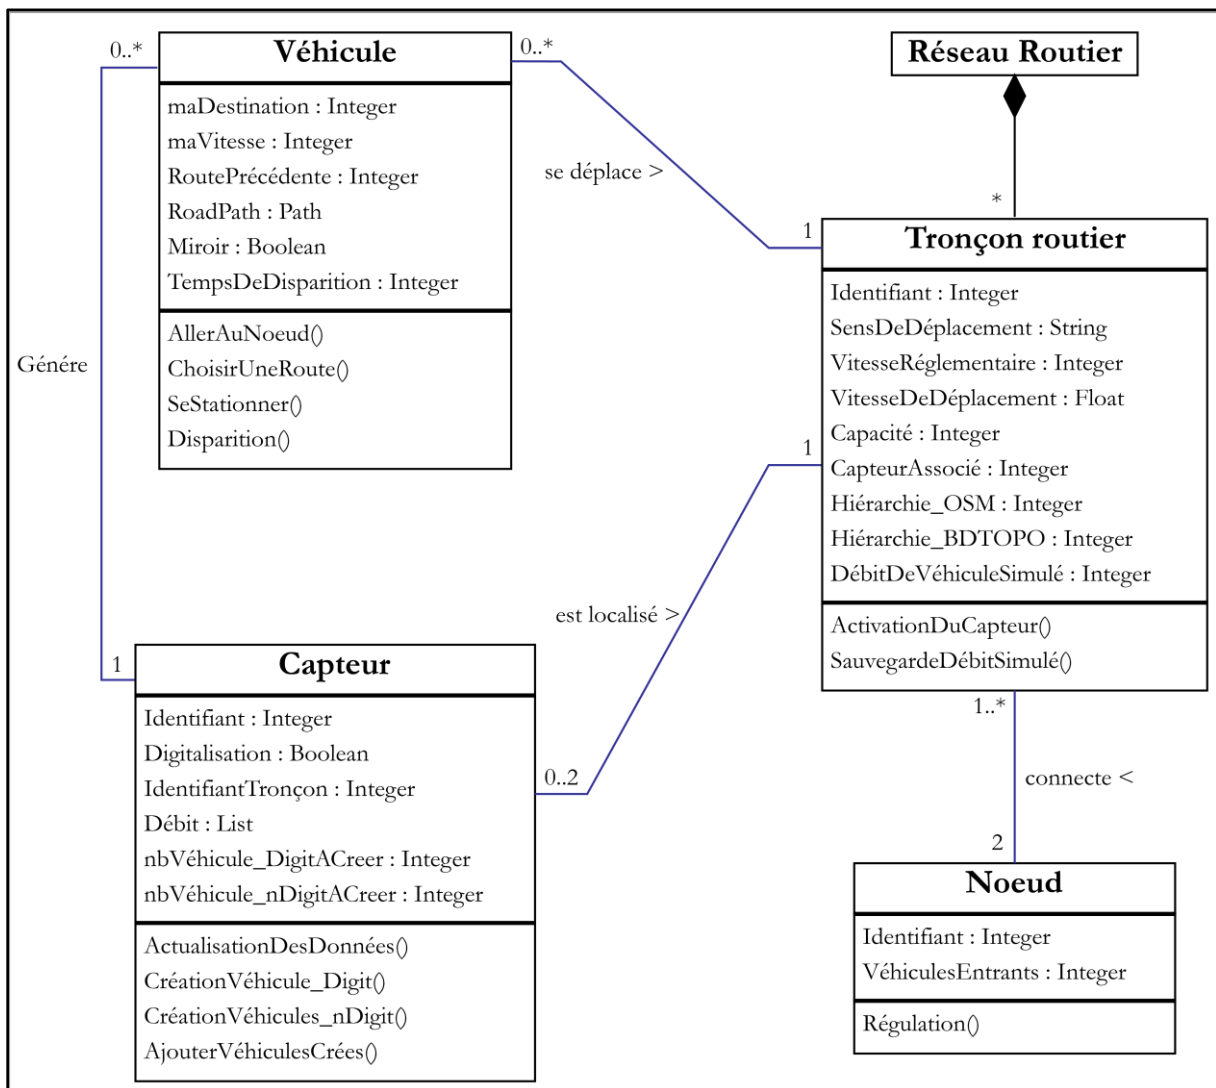 0..*
Véhicule
maDestination : Integer
maVitesse : Integer
RoutePrécédente : Integer
RoadPath : Path
Miroir : Boolean
TempsDeDisparition : Integer
AllerAuNoeud()
ChoisirUneRoute()
SeStationner()
Disparition()
0..*
se déplace >
1
Réseau Routier
*
Tronçon routier
Identifiant : Integer
SensDeDéplacement : String
VitesseRéglementaire : Integer
VitesseDeDéplacement : Float
Capacité : Integer
CapteurAssocié : Integer
Hiérarchie_OSM : Integer
Hiérarchie_BDTOPO : Integer
DébitDeVéhiculeSimulé : Integer
ActivationDuCapteur()
SauvegardeDébitSimulé()
Génére
1
est localisé >
1
Capteur
Identifiant : Integer
Digitalisation : Boolean
IdentifiantTronçon : Integer
Débit : List
nbVéhicule_DigitACreer : Integer
nbVéhicule_nDigitACreer : Integer
ActualisationDesDonnées()
CréationVéhicule_Digit()
CréationVéhicules_nDigit()
AjouterVéhiculesCrées()
0..2
1..*
connecte <
2
Noeud
Identifiant : Integer
VéhiculesEntrants : Integer
Régulation()